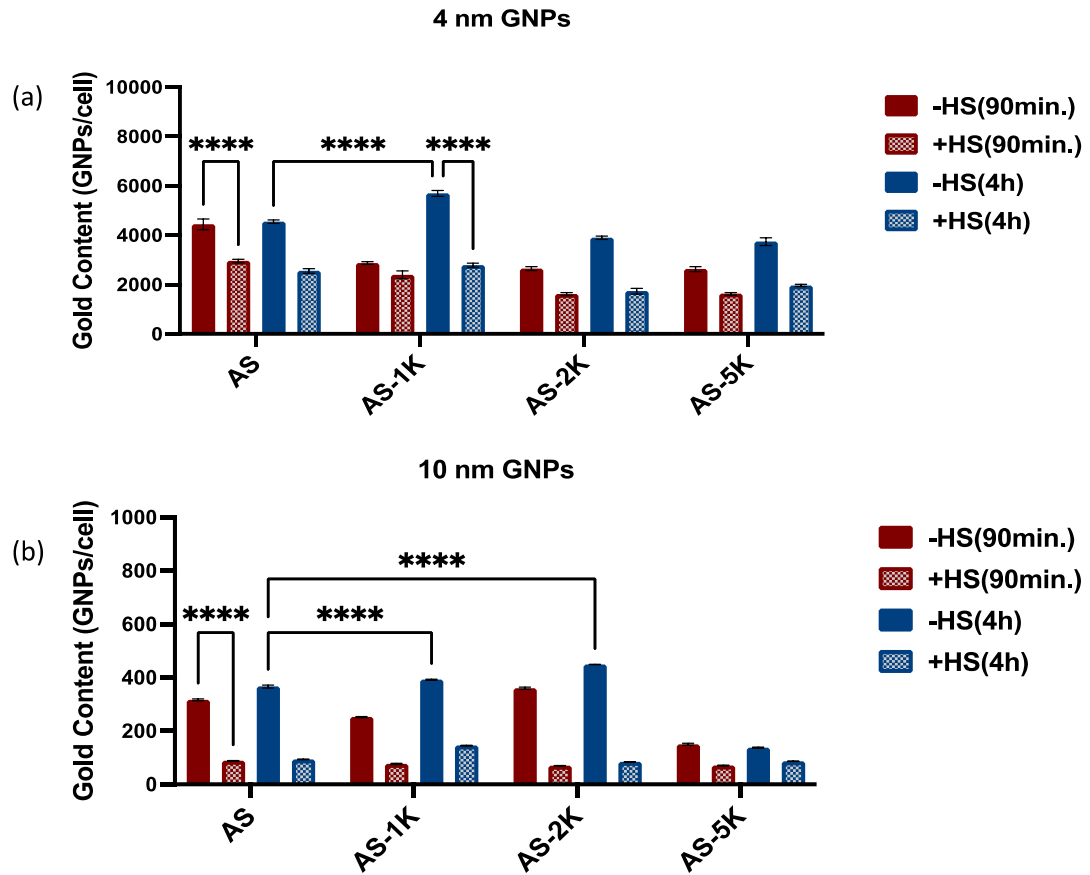 4 nm GNPs
(a)
Gold Content (GNPs/cell)
10000
8000
6000
4000
2000
0
****
****
****
AS
AS-1K
AS-2K
AS-5K
-HS(90min.)
+HS(90min.)
-HS(4h)
+HS(4h)
10 nm GNPs
(b)
Gold Content (GNPs/cell)
1000
800
600
400
200
0
****
****
****
AS
AS-1K
AS-2K
AS-5K
-HS(90min.)
+HS(90min.)
-HS(4h)
+HS(4h)